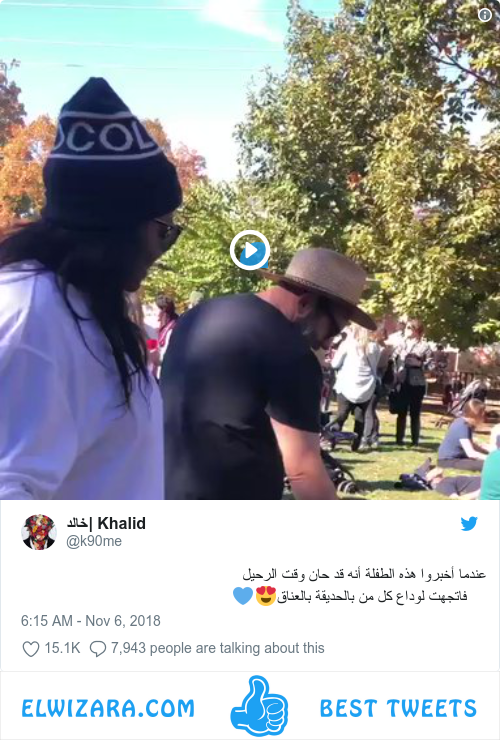 OCOL
خالد| Khalid
@k90me
عندما أخبروا هذه الطفلة أنه قد حان وقت الرحيل
فاتجهت لوداع كل من بالحديقة بالعناق😍💙
6:15 AM - Nov 6, 2018
15.1K 7,943 people are talking about this
ELWIZARA.COM BEST TWEETS